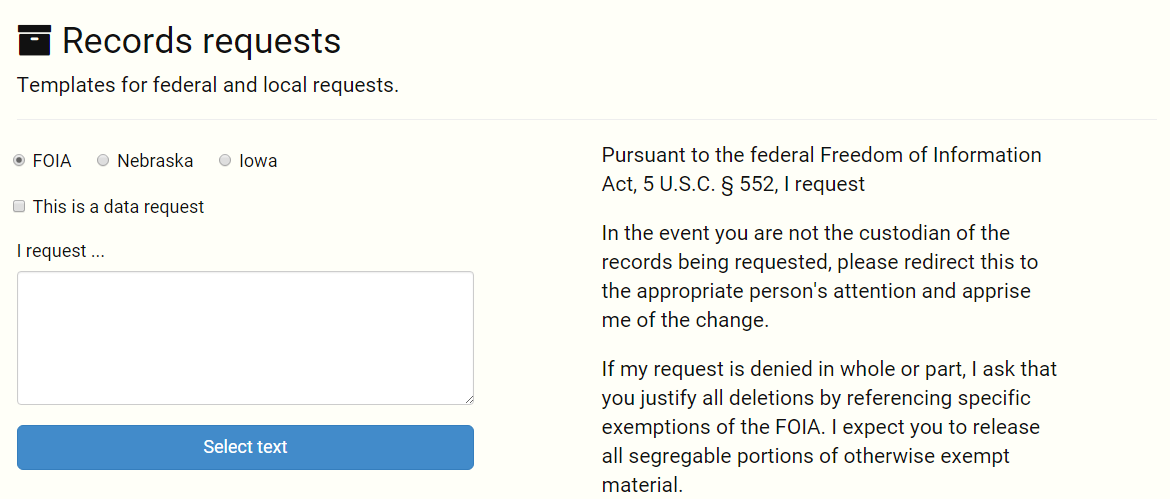 Records requests
Templates for federal and local requests.
FOIA Nebraska Iowa
This is a data request
I request ...
Select text
Pursuant to the federal Freedom of Information
Act, 5 U.S.C. § 552, I request
In the event you are not the custodian of the
records being requested, please redirect this to
the appropriate person's attention and apprise
me of the change.
If my request is denied in whole or part, I ask that
you justify all deletions by referencing specific
exemptions of the FOIA. I expect you to release
all segregable portions of otherwise exempt
material.